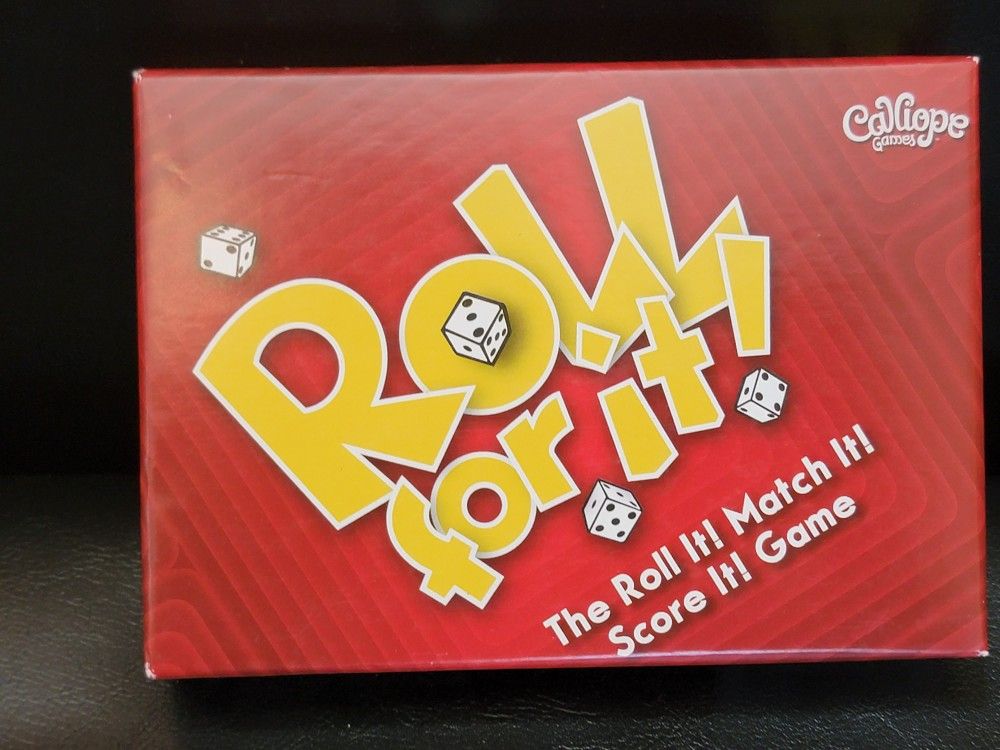 Calliope
Games
Roll
for it!
The Roll It! Match It!
Score It! Game